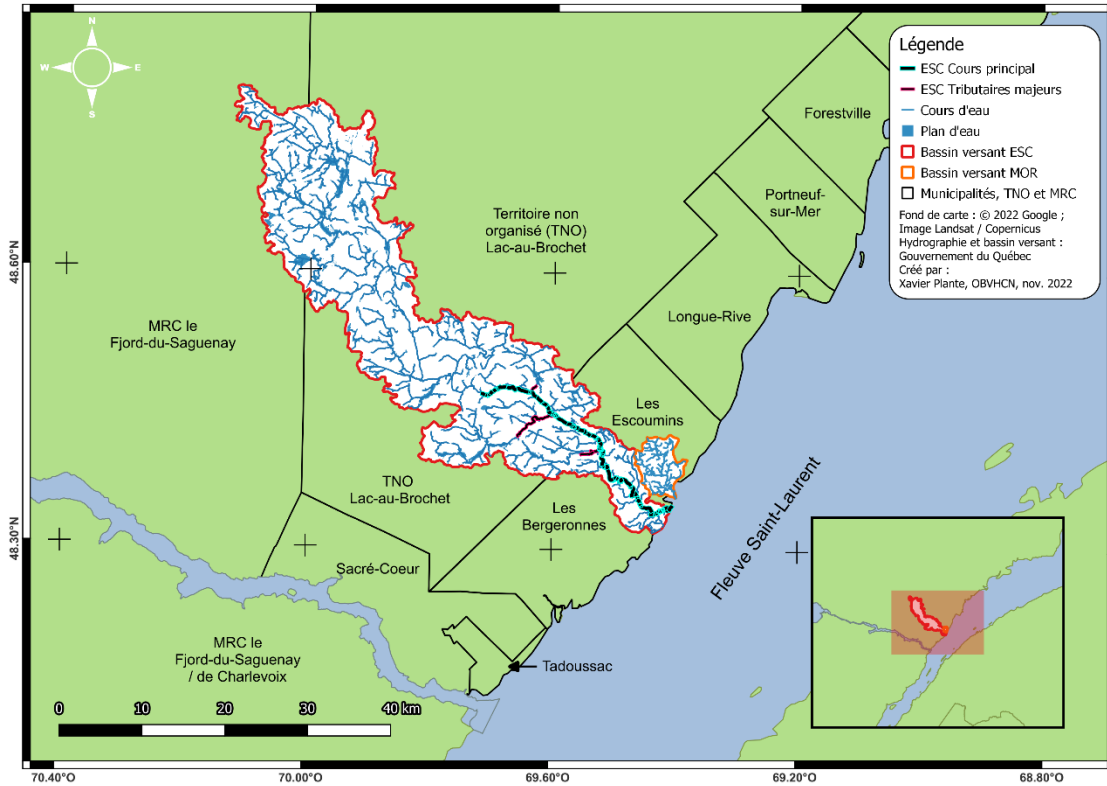 N
W
E
S
Légende
ESC Cours principal
ESC Tributaires majeurs
Cours d'eau
Plan d'eau
Bassin versant ESC
Bassin versant MOR
Municipalités, TNO et MRC
Fond de carte : © 2022 Google ;
Image Landsat / Copernicus
Hydrographie et bassin versant :
Gouvernement du Québec
Créé par :
Xavier Plante, OBVHCN, nov. 2022
Forestville
Portneuf-
sur-Mer
Territoire non
organisé (TNO)
Lac-au-Brochet
48.60°N
Longue-Rive
MRC le
Fjord-du-Saguenay
Les
Escoumins
TNO
Lac-au-Brochet
Les
Bergeronnes
48.30°N
Fleuve Saint-Laurent
Sacré-Coeur
MRC le
Fjord-du-Saguenay
/ de Charlevoix
Tadoussac
0
10
20
30
40 km
70.40°O
70.00°O
69.60°O
69.20°O
68.80°O